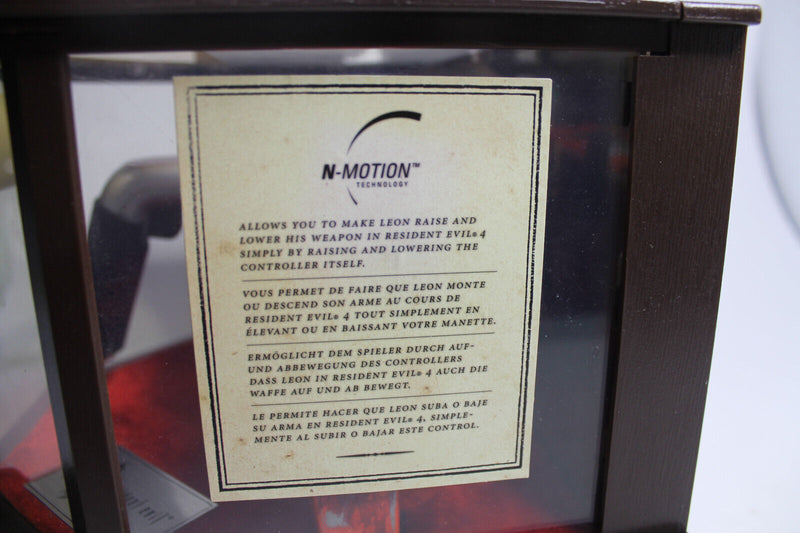 N-MOTION™
TECHNOLOGY
ALLOWS YOU TO MAKE LEON RAISE AND
LOWER HIS WEAPON IN RESIDENT EVIL® 4
SIMPLY BY RAISING AND LOWERING THE
CONTROLLER ITSELF.
VOUS PERMET DE FAIRE QUE LEON MONTE
OU DESCEND SON ARME AU COURS DE
RESIDENT EVIL® 4 TOUT SIMPLEMENT EN
ÉLEVANT OU EN BAISSANT VOTRE MANETTE.
ERMÖGLICHT DEM SPIELER DURCH AUF-
UND ABBEWEGUNG DES CONTROLLERS
DASS LEON IN RESIDENT EVIL® 4 AUCH DIE
WAFFE AUF UND AB BEWEGT.
LE PERMITE HACER QUE LEON SUBA O BAJE
SU ARMA EN RESIDENT EVIL® 4, SIMPLE-
MENTE AL SUBIR O BAJAR ESTE CONTROL.